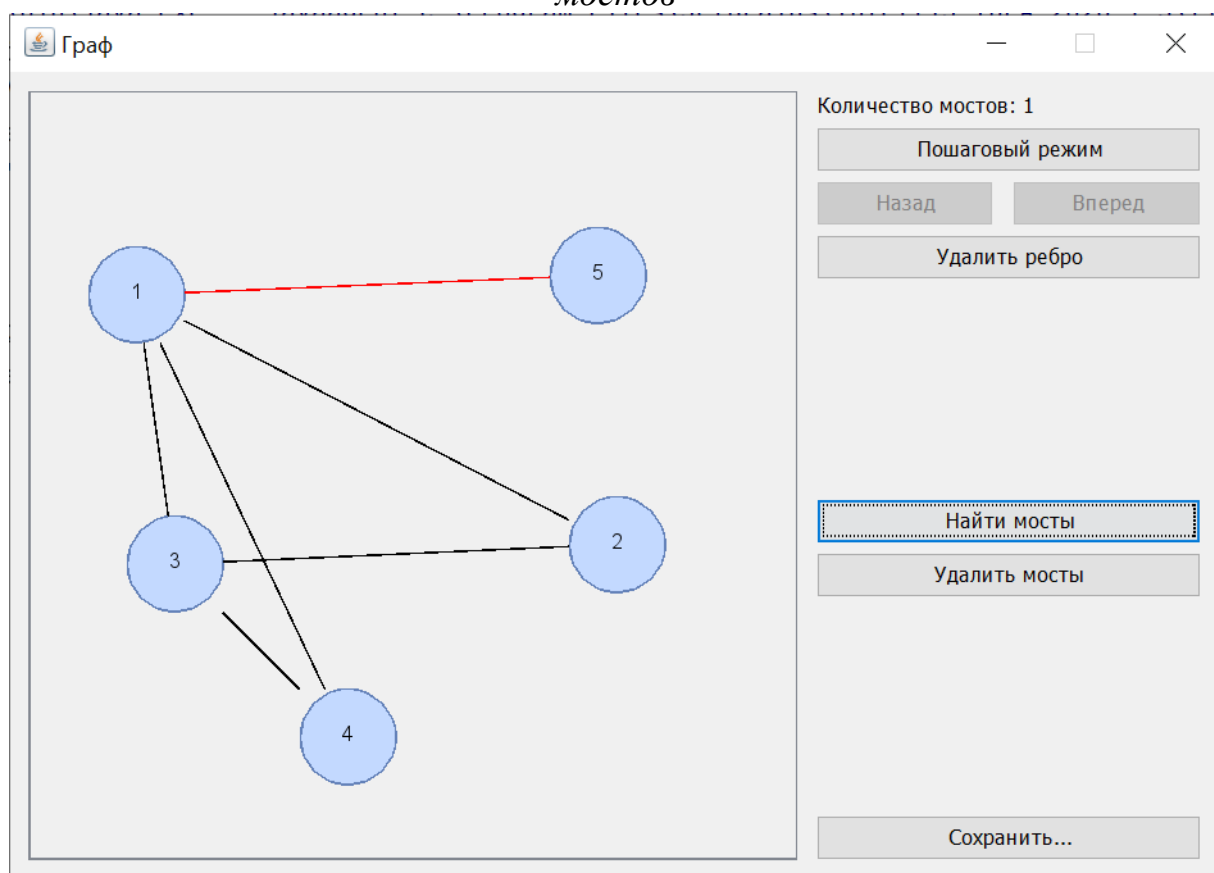 мостов
Граф
Количество мостов: 1
Пошаговый режим
Назад Вперед
Удалить ребро
1
5
Найти мосты
2
3
Удалить мосты
4
Сохранить...